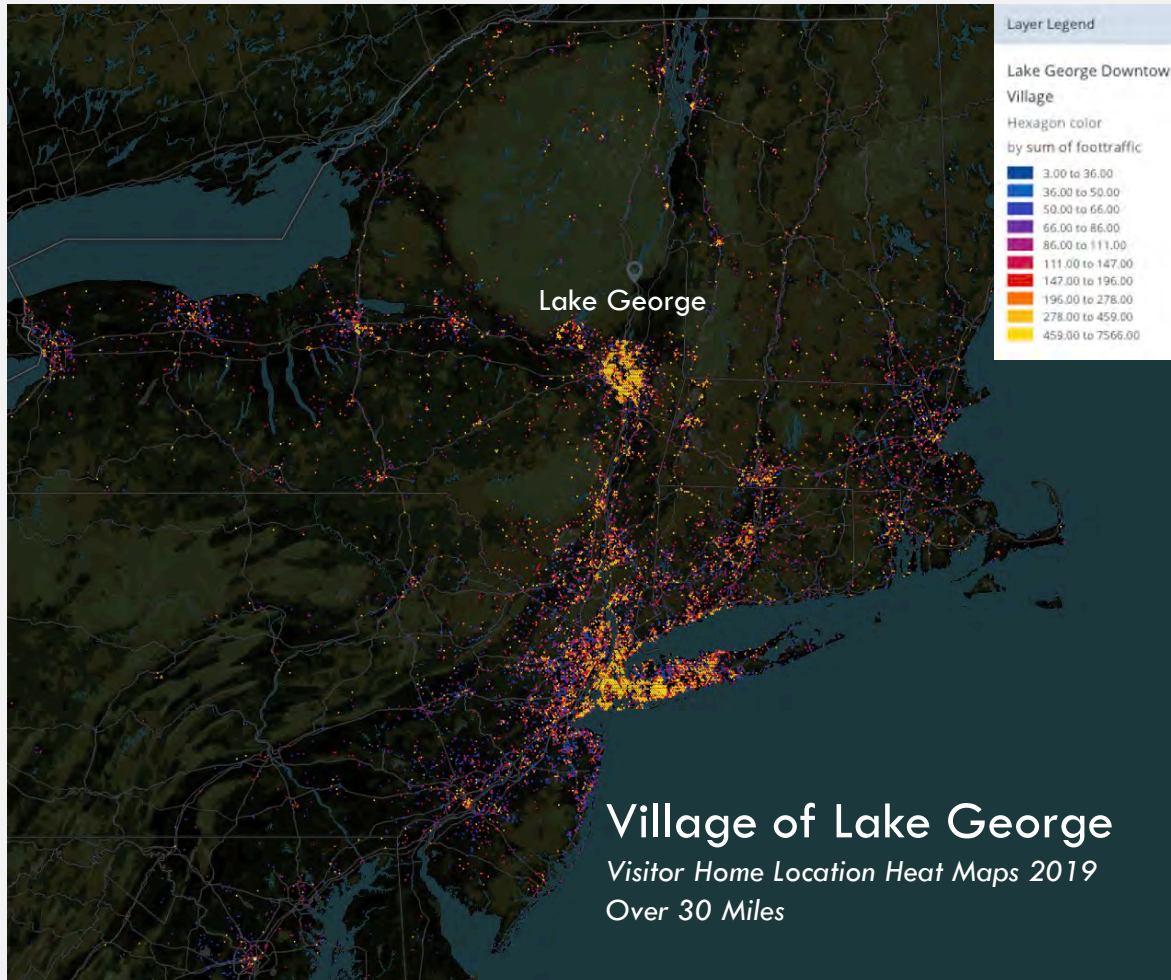 Layer Legend
Lake George Downtow
Village
Hexagon color
by sum of foottraffic
3.00 to 36.00
36.00 to 50.00
50.00 to 66.00
66.00 to 86.00
86.00 to 111.00
111.00 to 147.00
147.00 to 196.00
196.00 to 278.00
278.00 to 459.00
459.00 to 7566.00
Lake George
Village of Lake George
Visitor Home Location Heat Maps 2019
Over 30 Miles